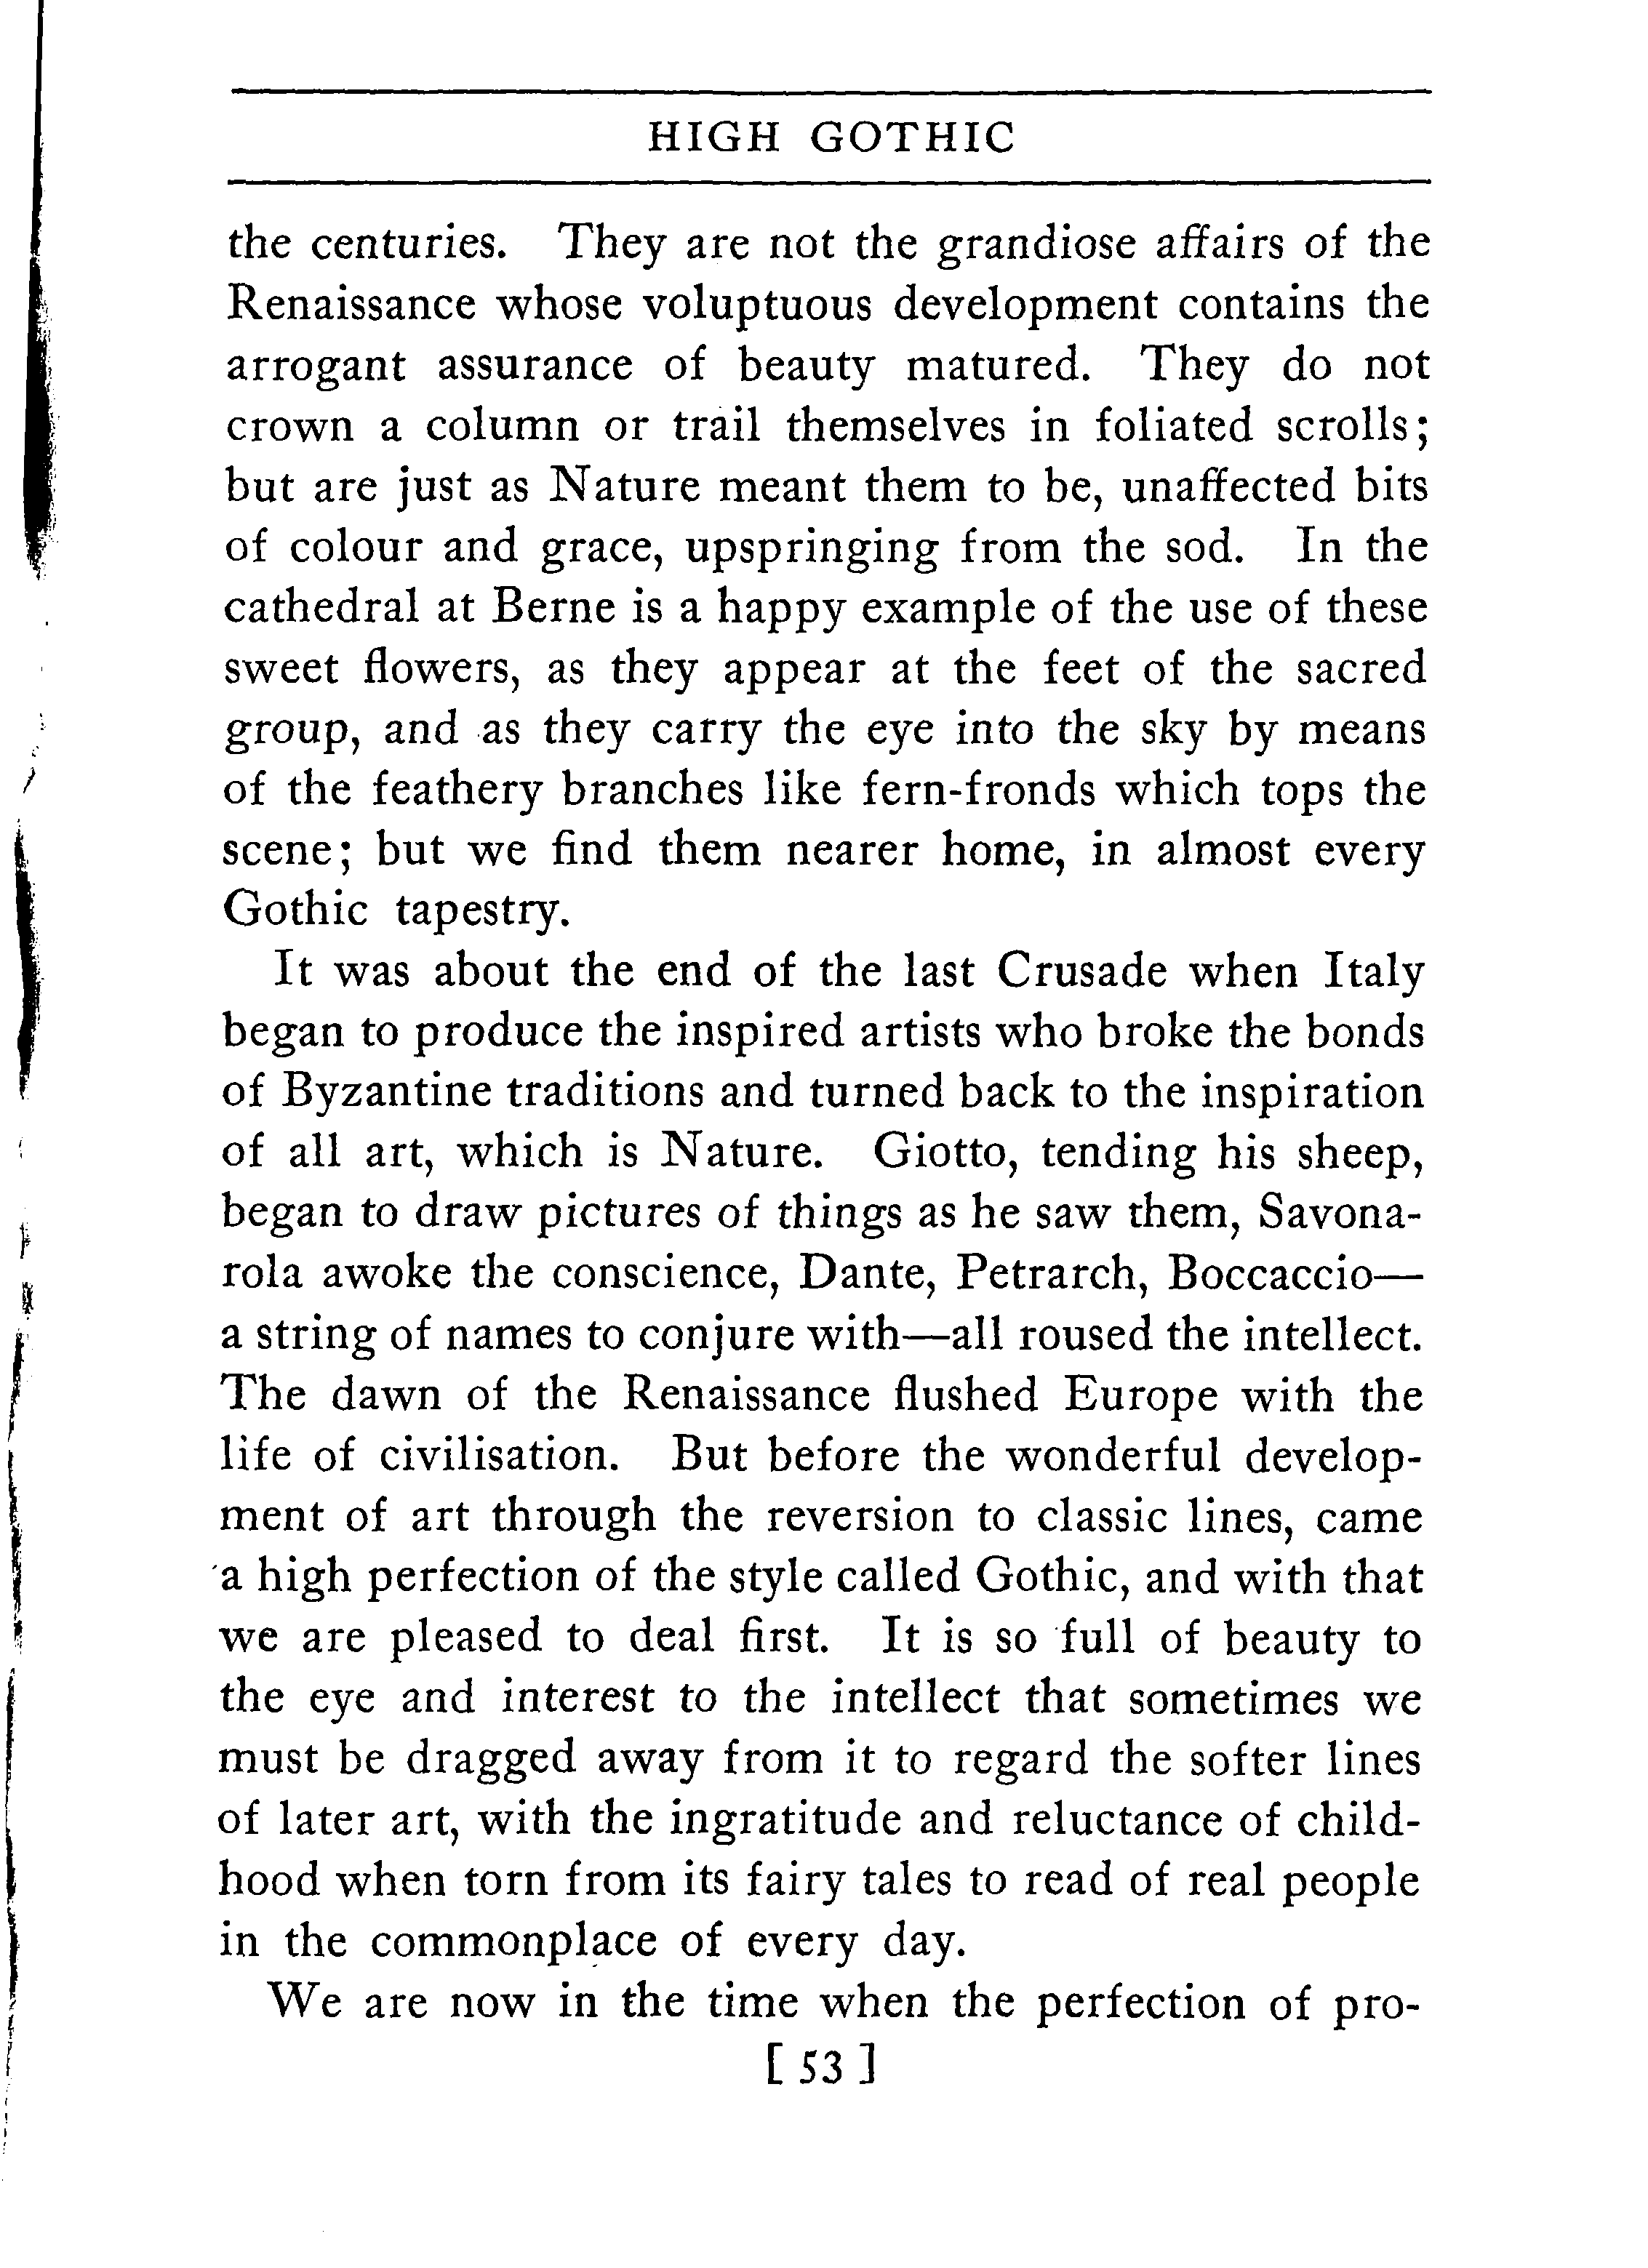 HIGH GOTHIC
the centuries. They are not the grandiose affairs of the
Renaissance whose voluptuous development contains the
arrogant assurance of beauty matured. They do not
crown a column or trail themselves in foliated scrolls;
but are just as Nature meant them to be, unaffected bits
of colour and grace, upspringing from the sod. In the
cathedral at Berne is a happy example of the use of these
sweet flowers, as they appear at the feet of the sacred
group, and as they carry the eye into the sky by means
of the feathery branches like fern-fronds which tops the
scene; but we find them nearer home, in almost every
Gothic tapestry.
It was about the end of the last Crusade when Italy
began to produce the inspired artists who broke the bonds
of Byzantine traditions and turned back to the inspiration
of all art, which is Nature. Giotto, tending his sheep,
began to draw pictures of things as he saw them, Savona-
rola awoke the conscience, Dante, Petrarch, Boccaccio—
a string of names to conjure with—all roused the intellect.
The dawn of the Renaissance flushed Europe with the
life of civilisation. But before the wonderful develop-
ment of art through the reversion to classic lines, came
a high perfection of the style called Gothic, and with that
we are pleased to deal first. It is so full of beauty to
the eye and interest to the intellect that sometimes we
must be dragged away from it to regard the softer lines
of later art, with the ingratitude and reluctance of child-
hood when torn from its fairy tales to read of real people
in the commonplace of every day.
We are now in the time when the perfection of pro-
[ 53 ]